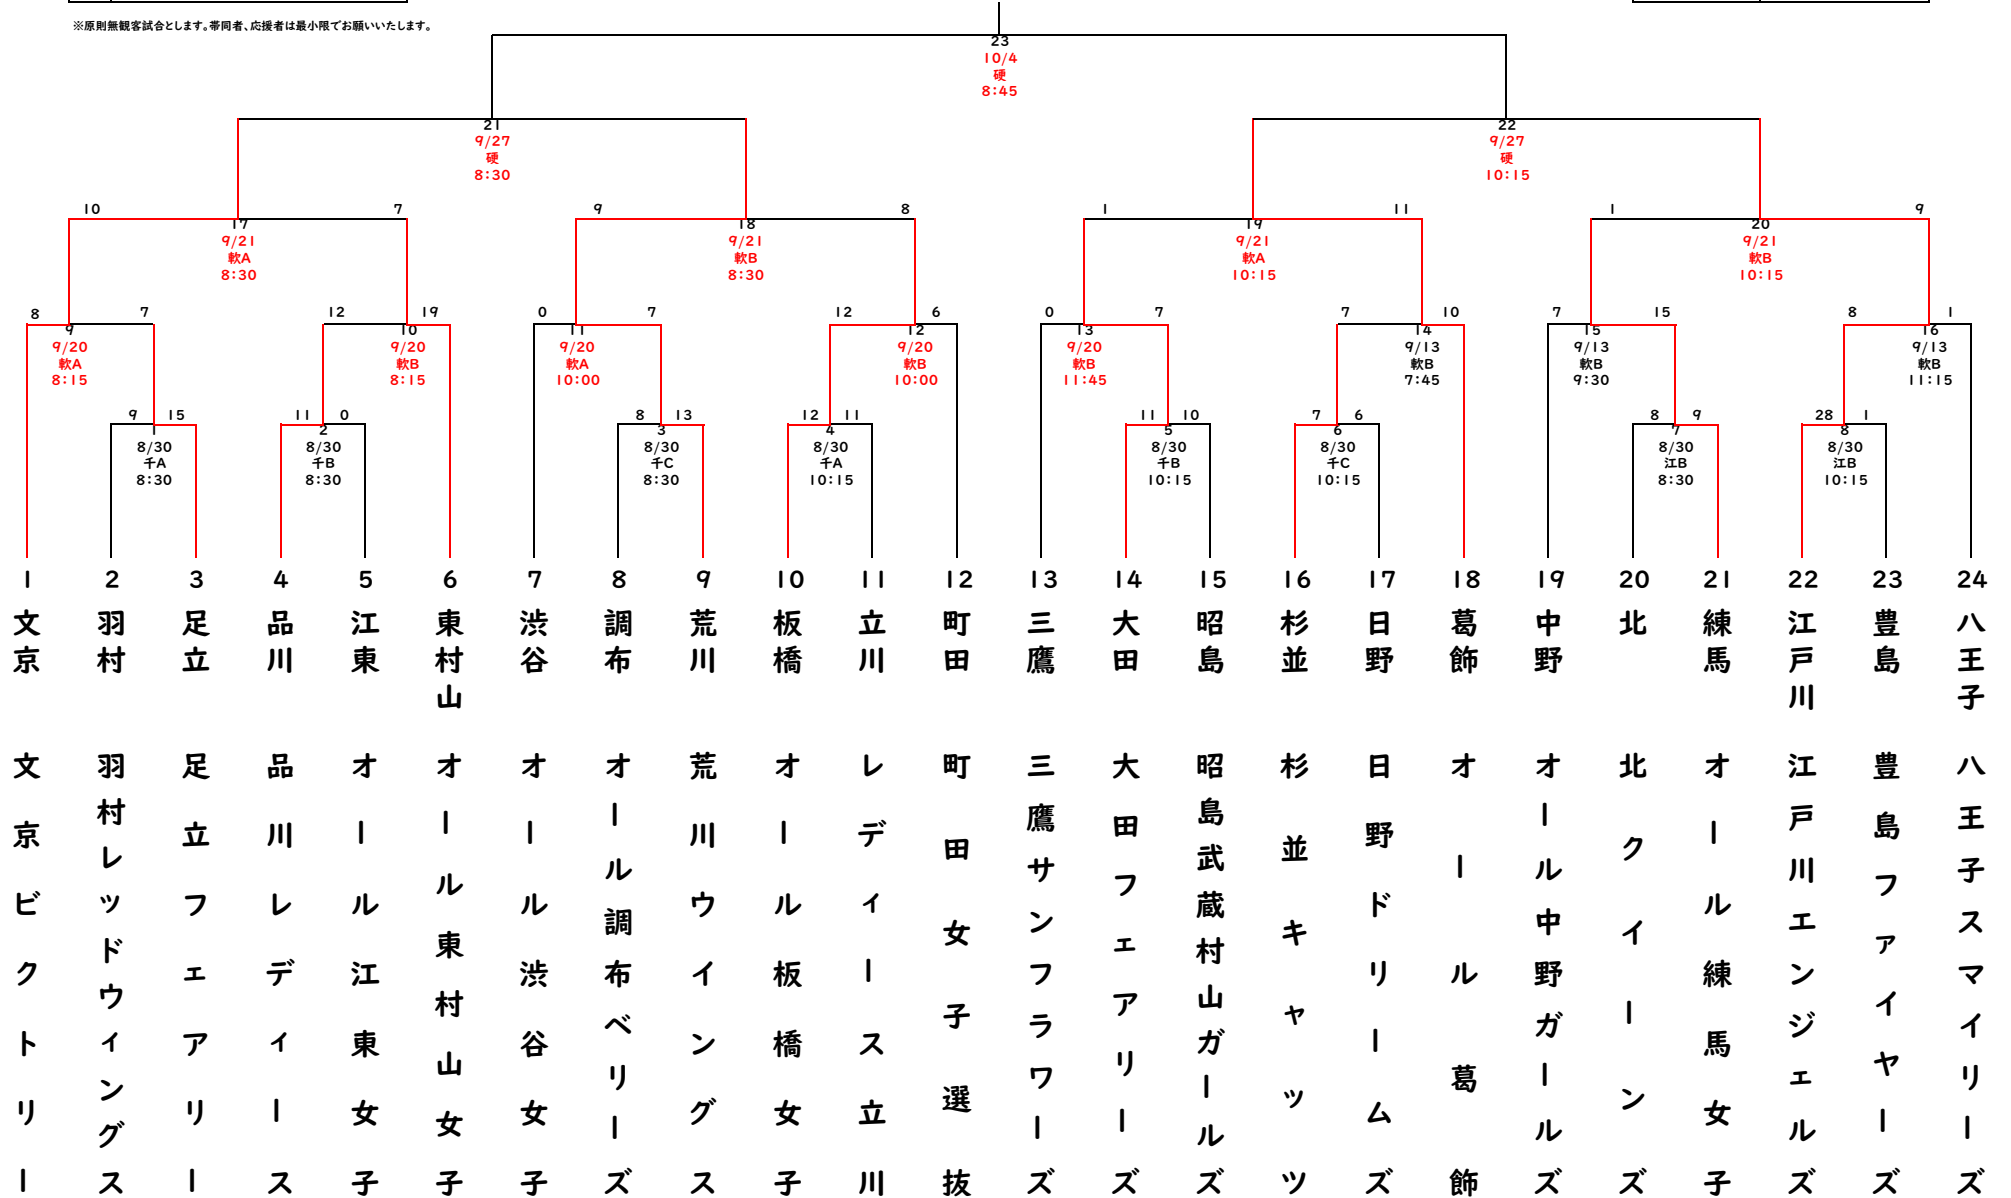 ※原則無観客試合とします。帯同者、応援者は最小限でお願いいたします。
23
10/4
硬
8:45
21
9/27
硬
8:30
22
9/27
硬
10:15
10 7
17
9/21
軟A
8:30
9 8
18
9/21
軟B
8:30
1 11
19
9/21
軟A
10:15
1 9
20
9/21
軟B
10:15
8 7
9
9/20
軟A
8:15
12 19
10
9/20
軟B
8:15
0 7
11
9/20
軟A
10:00
12 6
12
9/20
軟B
10:00
0 7
13
9/20
軟B
11:45
7 10
14
9/13
軟B
7:45
7 15
15
9/13
軟B
9:30
8 1
16
9/13
軟B
11:15
9 15
1
8/30
千A
8:30
11 0
2
8/30
千B
8:30
8 13
3
8/30
千C
8:30
12 11
4
8/30
千A
10:15
11 10
5
8/30
千B
10:15
7 6
6
8/30
千C
10:15
8 9
7
8/30
江B
8:30
28 1
8
8/30
江B
10:15
1 2 3 4 5 6 7 8 9 10 11 12 13 14 15 16 17 18 19 20 21 22 23 24
文京
羽村
足立
品川
江東
東村山
渋谷
調布
荒川
板橋
立川
町田
三鷹
大田
昭島
杉並
日野
葛飾
中野
北
練馬
江戸川
豊島
八王子
文京ビクトリー
羽村レッドウィングス
足立フェアリー
品川レディース
オール江東女子
オール東村山女子
オール渋谷女子
オール調布ベリーズ
荒川ウイングス
オール板橋女子
レディース立川
町田女子選抜
三鷹サンフラワーズ
大田フェアリーズ
昭島武蔵村山ガールズ
杉並キャッツ
日野ドリームズ
オール葛飾
オール中野ガールズ
北クイーンズ
オール練馬女子
江戸川エンジェルズ
豊島ファイヤーズ
八王子スマイリーズ